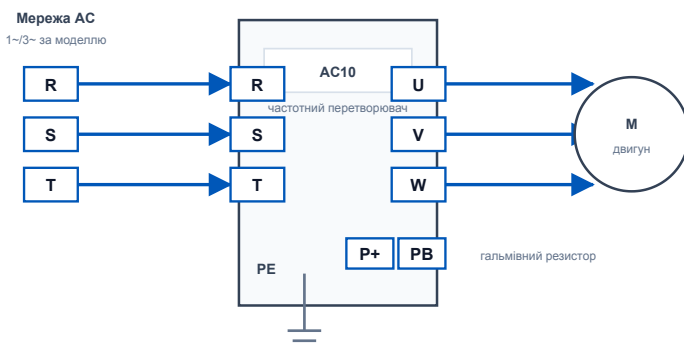 Мережа AC
1~/3~ за моделлю
AC10
R R U
частотний перетворювач
S S V
M
двигун
T T W
P+ PB
гальмівний резистор
PE